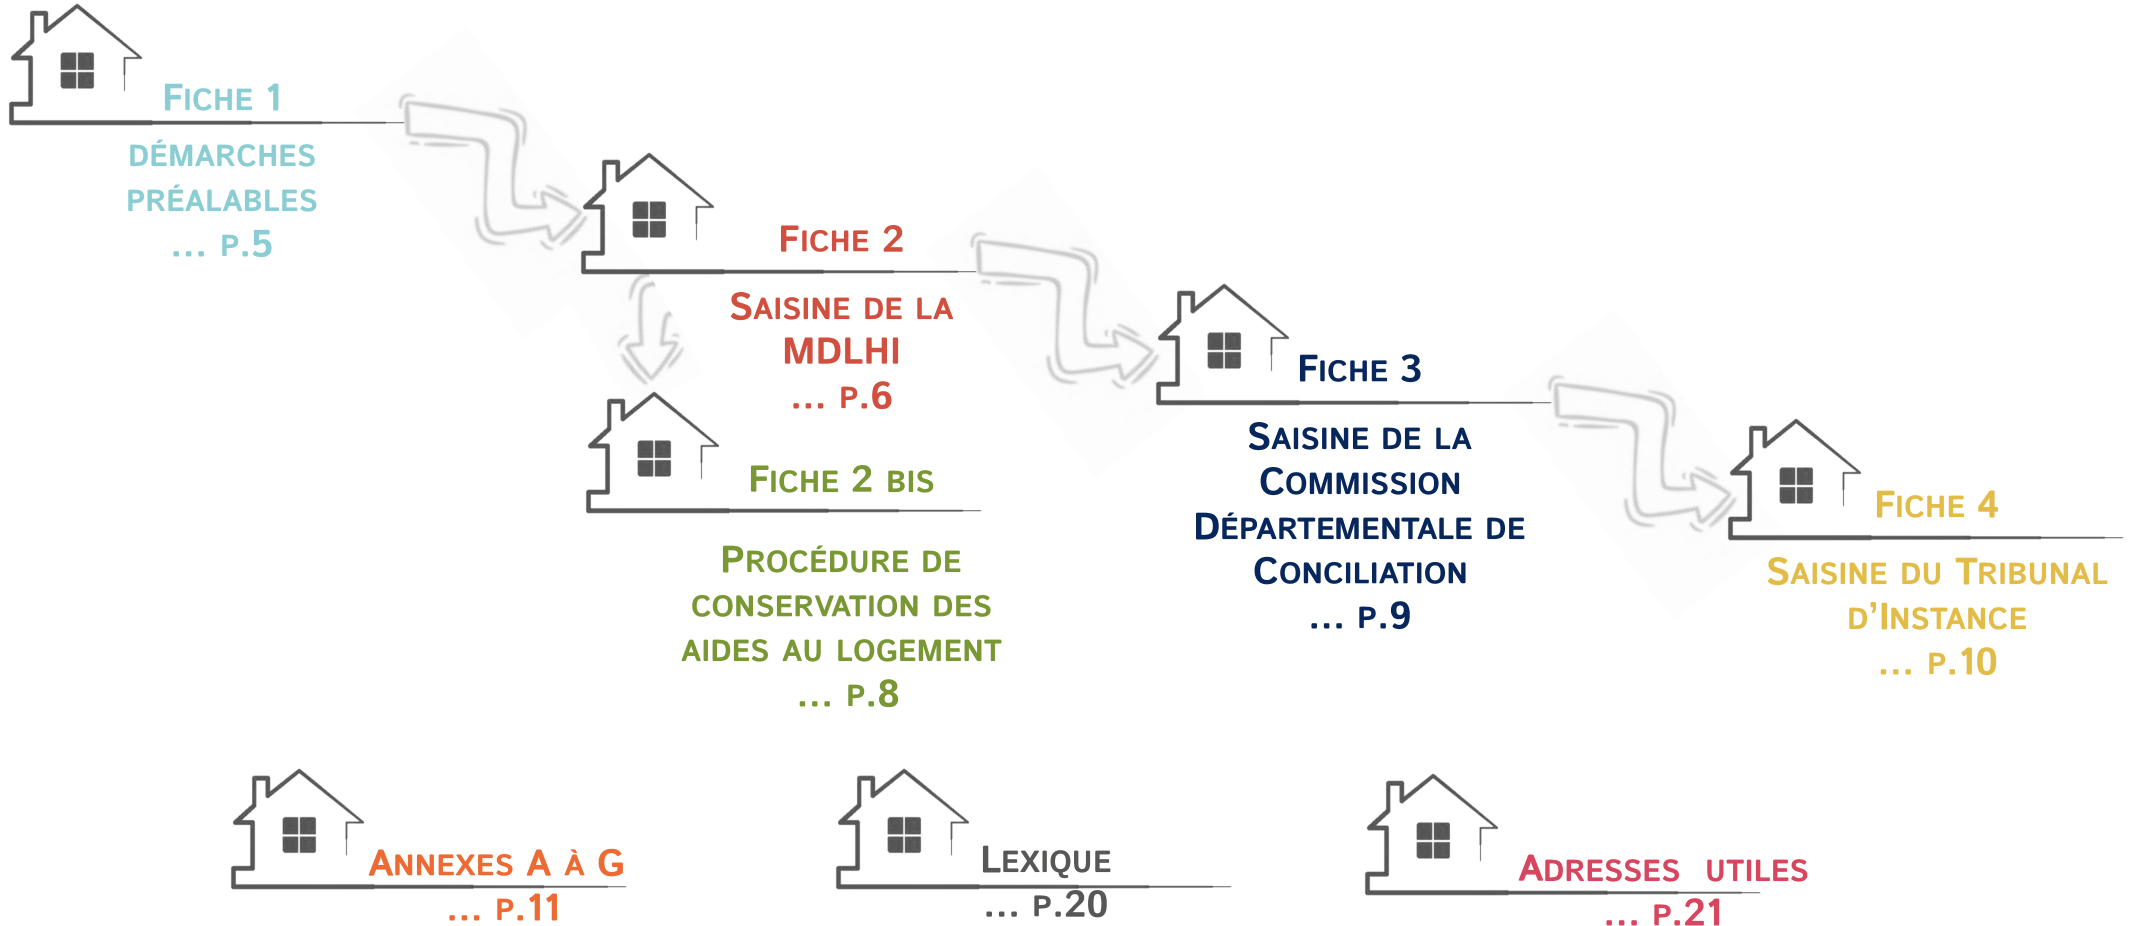 Fiche 1
démarches
préalables
... p.5
Fiche 2
Saisine de la
MDLHI
... p.6
Fiche 2 bis
Procédure de
conservation des
aides au logement
... p.8
Fiche 3
Saisine de la
Commission
Départementale de
Conciliation
... p.9
Fiche 4
Saisine du Tribunal
d'Instance
... p.10
Annexes A à G
... p.11
Lexique
... p.20
Adresses utiles
... p.21